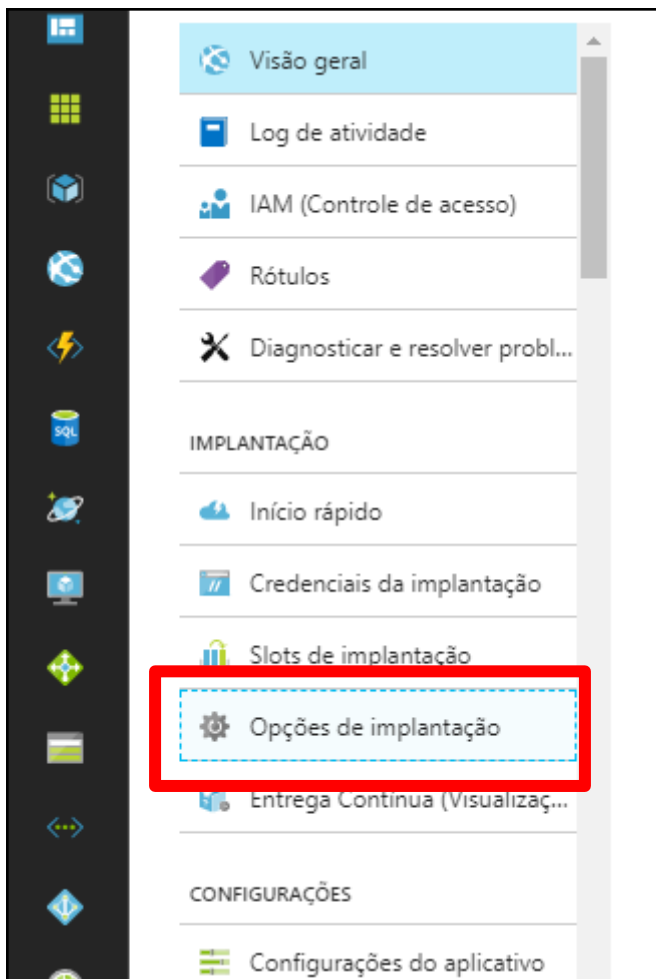 Visão geral
Log de atividade
IAM (Controle de acesso)
Rótulos
Diagnosticar e resolver probl...
IMPLANTAÇÃO
Início rápido
Credenciais da implantação
Slots de implantação
Opções de implantação
Entrega Contínua (Visualizaç...
CONFIGURAÇÕES
Configurações do aplicativo
SQL